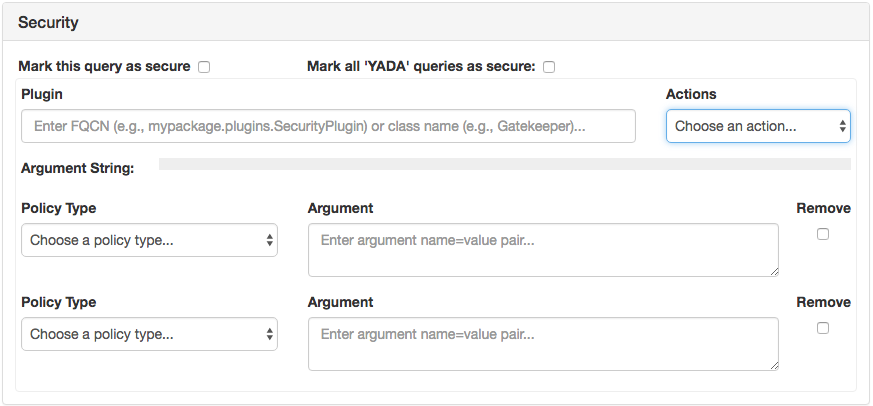 Security
Mark this query as secure Mark all 'YADA' queries as secure:
Plugin Actions
Enter FQCN (e.g., mypackage.plugins.SecurityPlugin) or class name (e.g., Gatekeeper)... Choose an action...
Argument String:
Policy Type Argument Remove
Choose a policy type... Enter argument name=value pair...
Policy Type Argument Remove
Choose a policy type... Enter argument name=value pair...